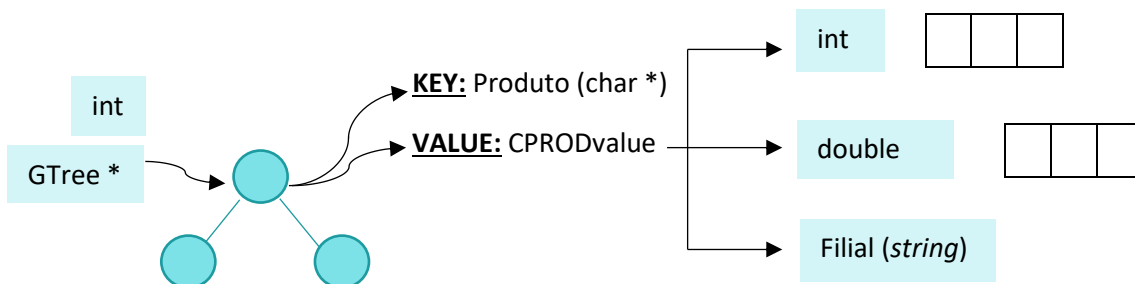 int
GTree *
KEY: Produto (char *)
VALUE: CPRODvalue
int
double
Filial (string)